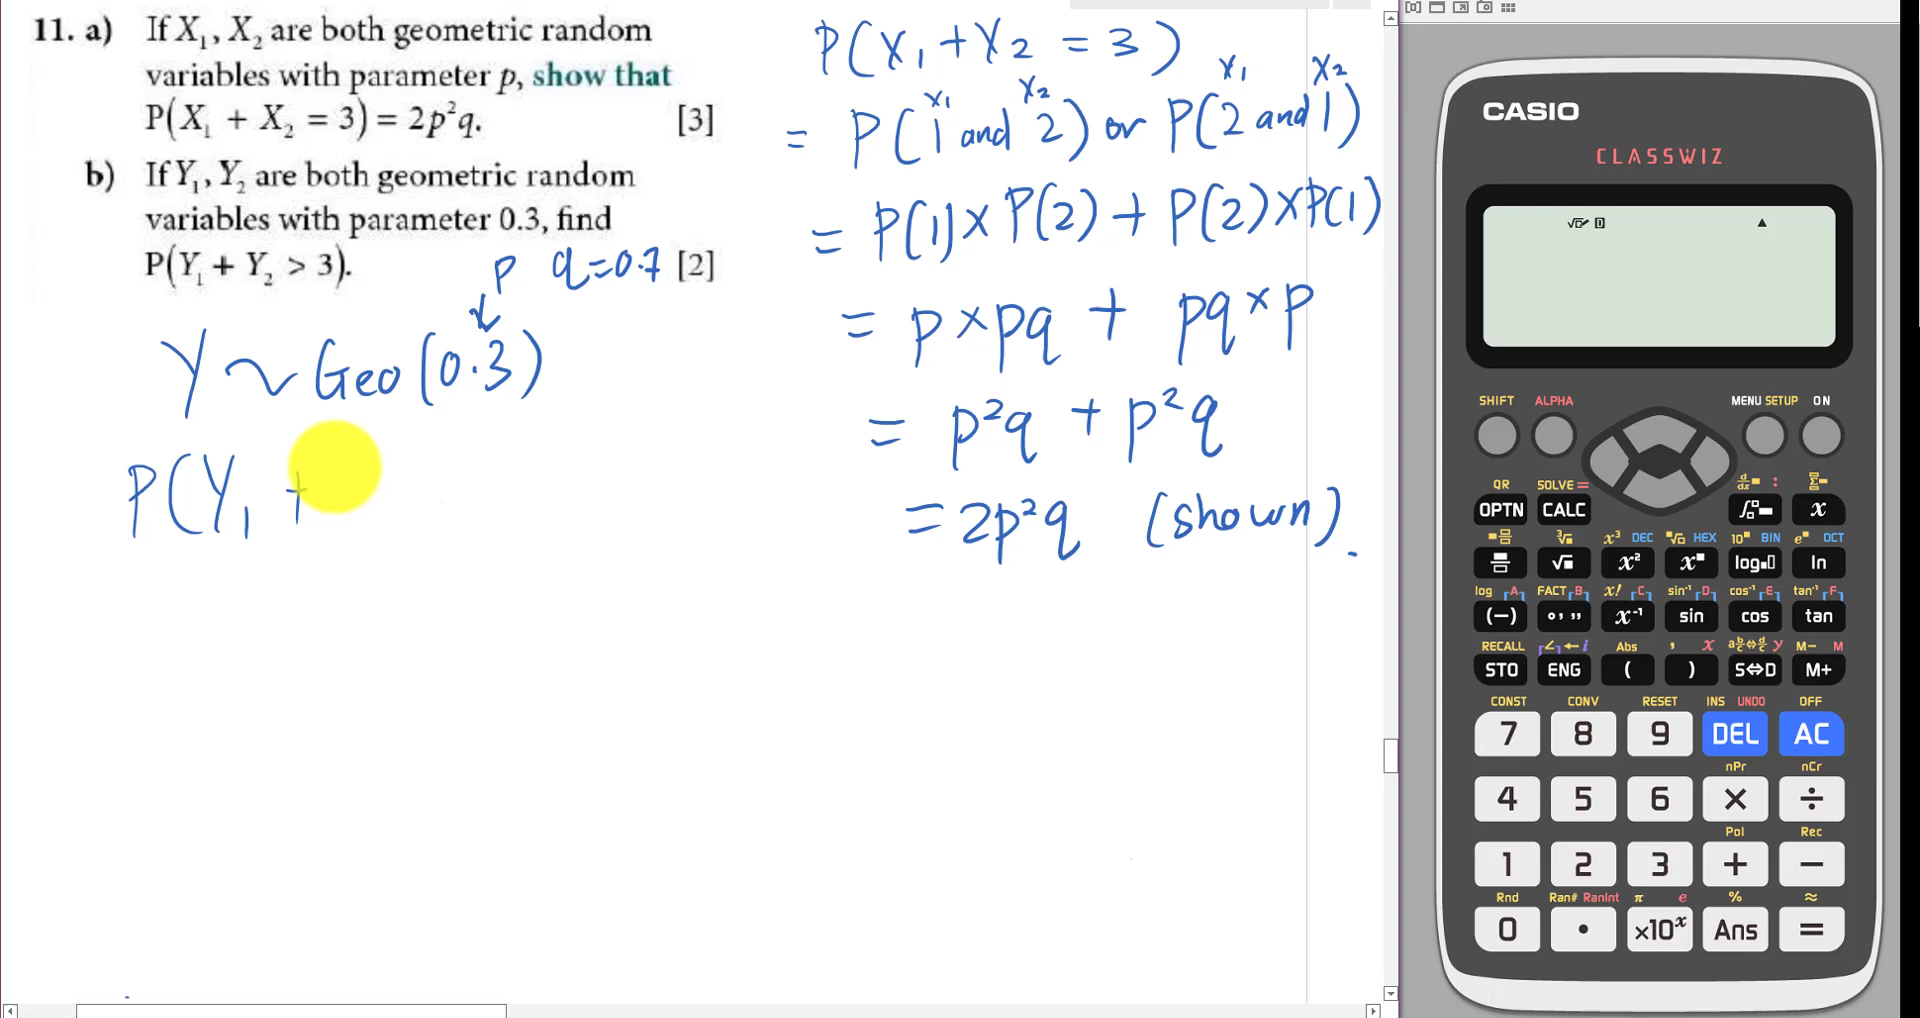 11. a) If X₁, X₂ are both geometric random
variables with parameter p, show that
P(X₁ + X₂ = 3) = 2p²q. [3]
b) If Y₁, Y₂ are both geometric random
variables with parameter 0.3, find
P(Y₁ + Y₂ > 3). [2]
p q=0.7
Y ~ Geo(0.3)
P(Y₁ +
P(X₁ + X₂ = 3)
X₁ X₂ X₁ X₂
= P(1 and 2) or P(2 and 1)
= P(1) × P(2) + P(2) × P(1)
= p × pq + pq × p
= p²q + p²q
= 2p²q (shown).
CASIO
CLASSWIZ
√▱ D ▲
SHIFT ALPHA MENU SETUP ON
QR SOLVE = d/dx■ : Σ■
OPTN CALC ∫■ x
■■/■ ³√■ x³ DEC ■√□ HEX 10■ BIN e■ OCT
■/□ √■ x² x■ log■□ ln
log A FACT B x! C sin⁻¹ D cos⁻¹ E tan⁻¹ F
(−) °’” x⁻¹ sin cos tan
RECALL ∠ ← i Abs , x a b/c⇔d/c y M− M
STO ENG ( ) S⇔D M+
CONST CONV RESET INS UNDO OFF
7 8 9 DEL AC
nPr nCr
4 5 6 × ÷
Pol Rec
1 2 3 + −
Rnd Ran# RanInt π e % ≈
0 • ×10ˣ Ans =